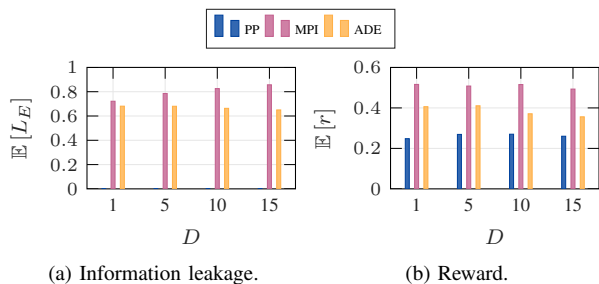 PP MPI ADE
1
0.8
0.6
0.4
0.2
0
𝔼 [L_E]
1 5 10 15
D
(a) Information leakage.
0.6
0.4
0.2
0
𝔼 [r]
1 5 10 15
D
(b) Reward.